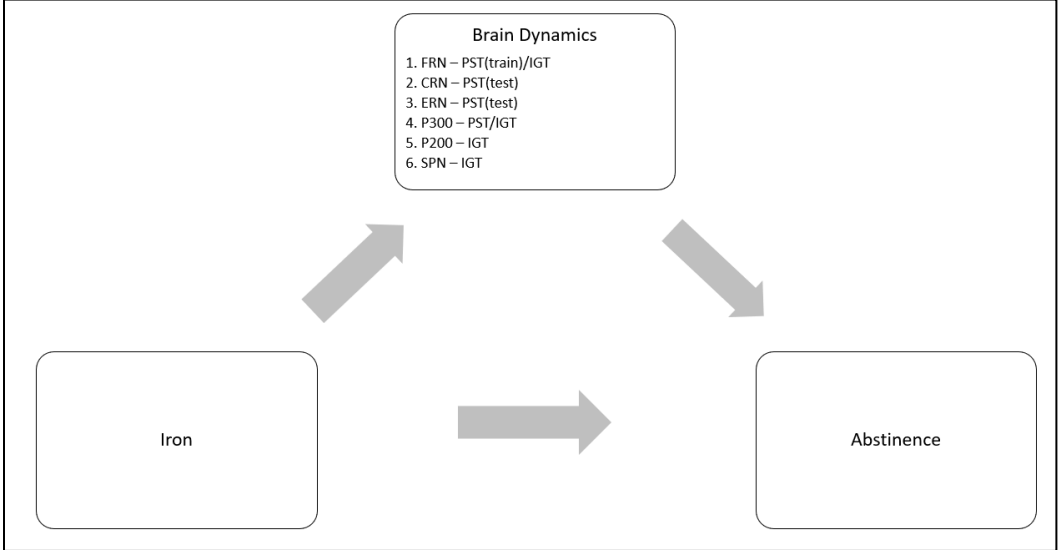 Brain Dynamics
1. FRN – PST(train)/IGT
2. CRN – PST(test)
3. ERN – PST(test)
4. P300 – PST/IGT
5. P200 – IGT
6. SPN – IGT
Iron
Abstinence